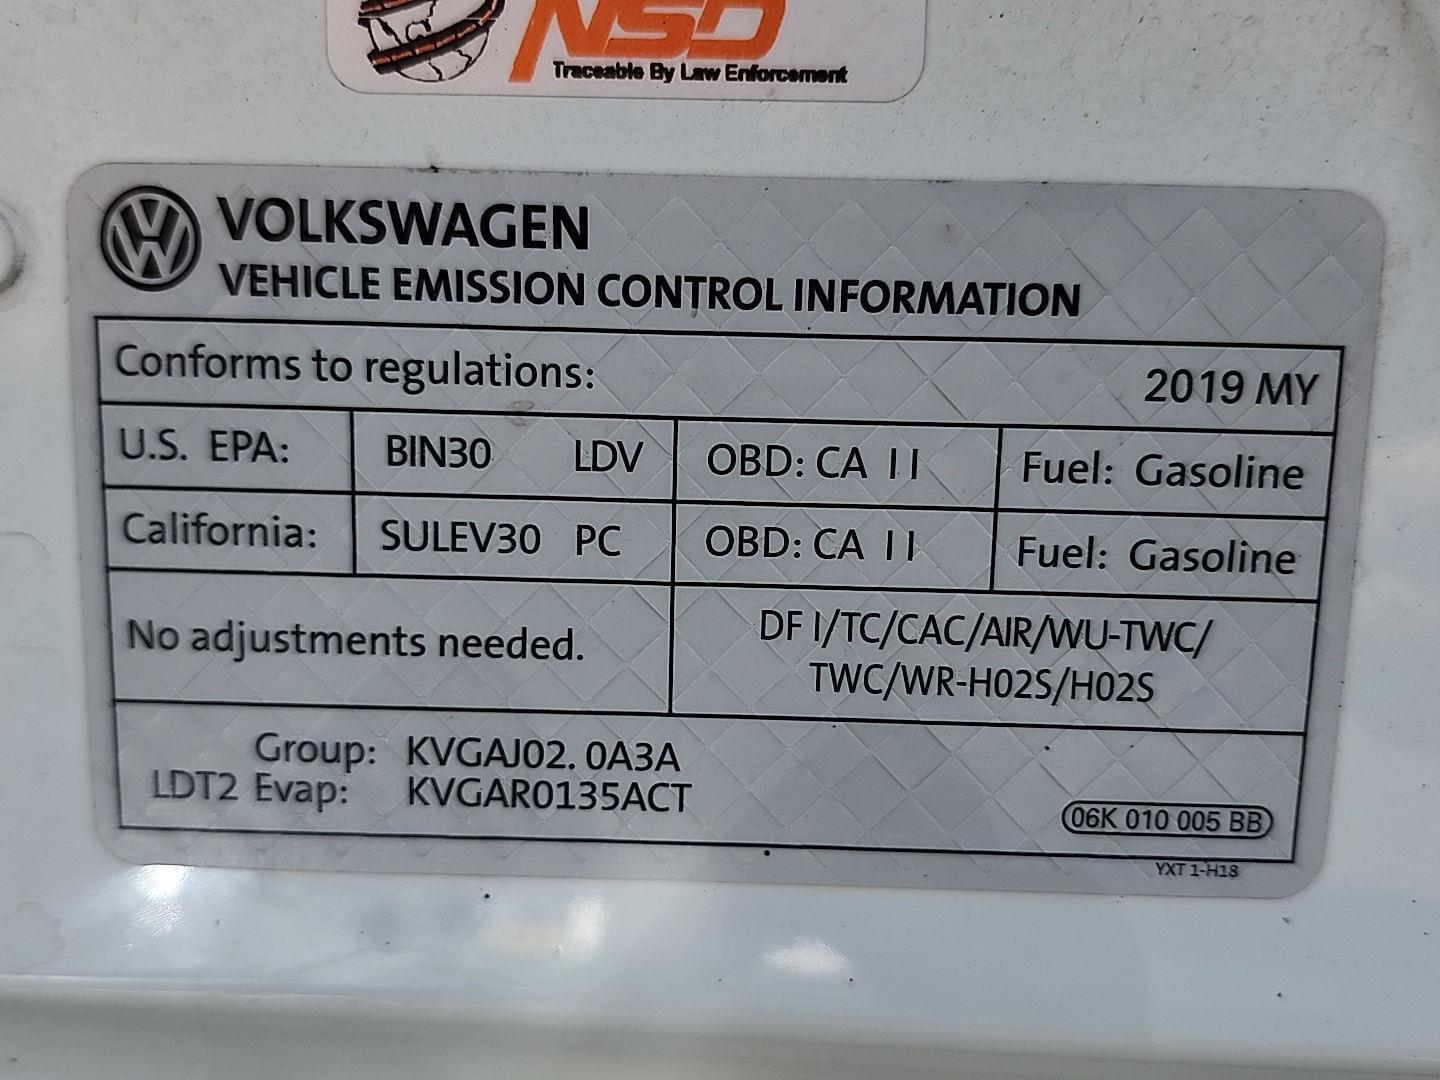 NSD
Traceable By Law Enforcement
VOLKSWAGEN
VEHICLE EMISSION CONTROL INFORMATION
Conforms to regulations: 2019 MY
U.S. EPA: BIN30 LDV OBD: CA II Fuel: Gasoline
California: SULEV30 PC OBD: CA II Fuel: Gasoline
No adjustments needed.
DF I/TC/CAC/AIR/WU-TWC/
TWC/WR-HO2S/HO2S
Group: KVGAJ02. 0A3A
LDT2 Evap: KVGAR0135ACT
06K 010 005 BB
YXT 1-H18